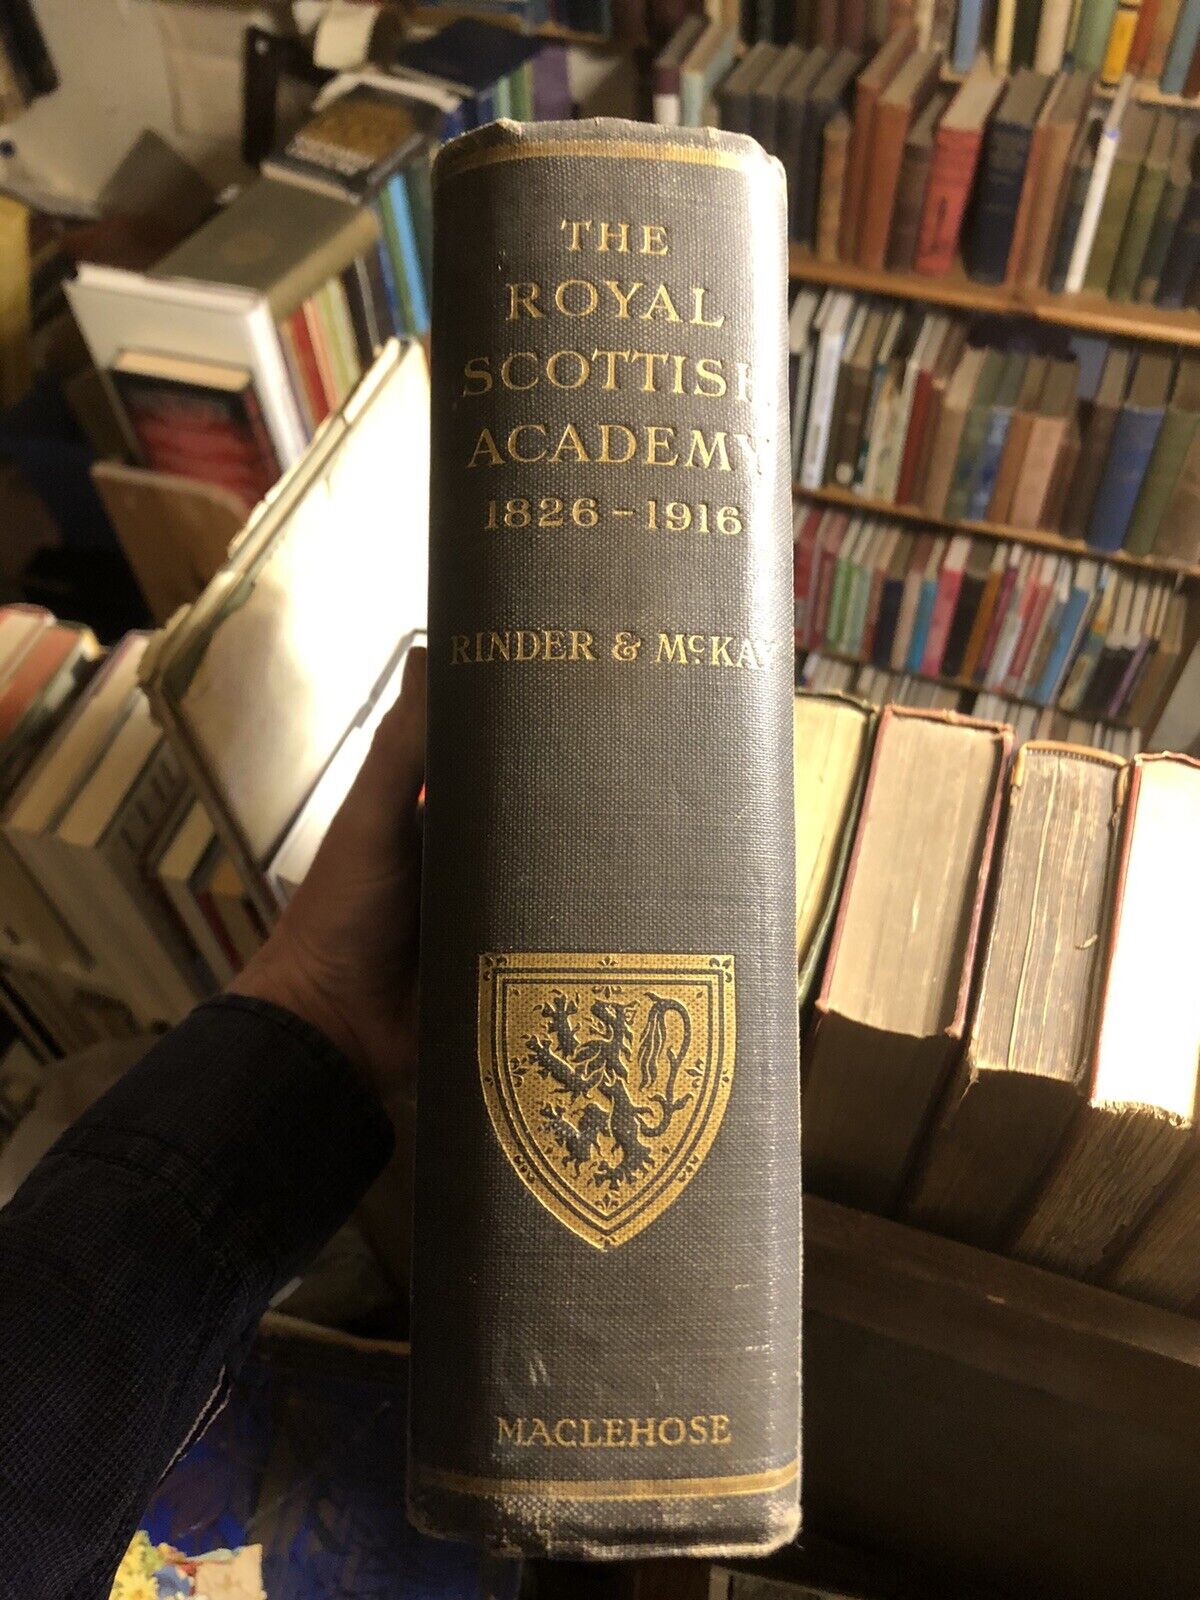 THE
ROYAL
SCOTTISH
ACADEMY
1826-1916
RINDER & McKAY
MACLEHOSE